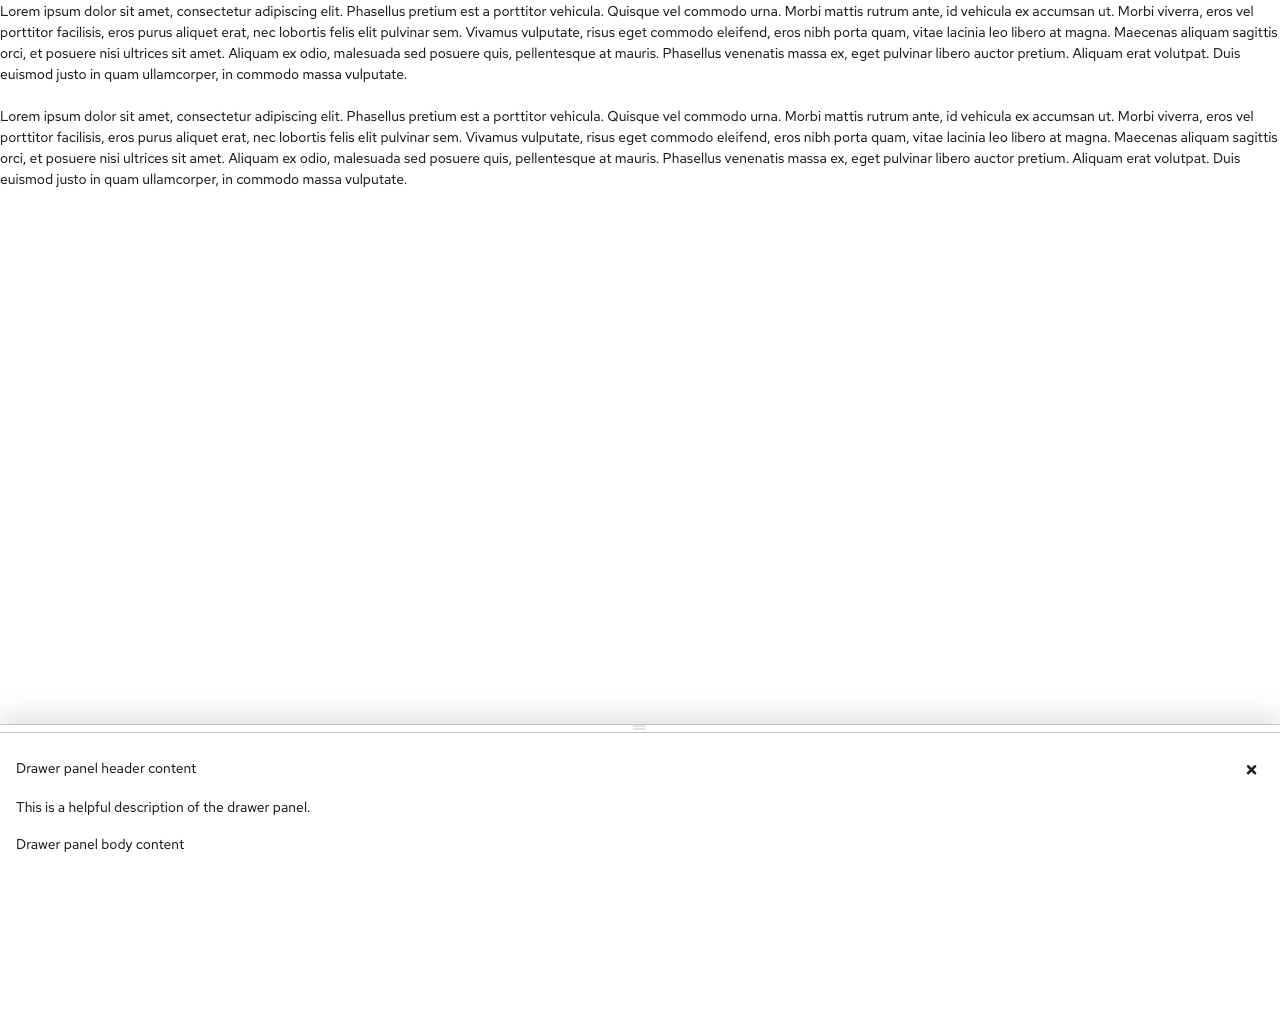 Lorem ipsum dolor sit amet, consectetur adipiscing elit. Phasellus pretium est a porttitor vehicula. Quisque vel commodo urna. Morbi mattis rutrum ante, id vehicula ex accumsan ut. Morbi viverra, eros vel
porttitor facilisis, eros purus aliquet erat, nec lobortis felis elit pulvinar sem. Vivamus vulputate, risus eget commodo eleifend, eros nibh porta quam, vitae lacinia leo libero at magna. Maecenas aliquam sagittis
orci, et posuere nisi ultrices sit amet. Aliquam ex odio, malesuada sed posuere quis, pellentesque at mauris. Phasellus venenatis massa ex, eget pulvinar libero auctor pretium. Aliquam erat volutpat. Duis
euismod justo in quam ullamcorper, in commodo massa vulputate.
Lorem ipsum dolor sit amet, consectetur adipiscing elit. Phasellus pretium est a porttitor vehicula. Quisque vel commodo urna. Morbi mattis rutrum ante, id vehicula ex accumsan ut. Morbi viverra, eros vel
porttitor facilisis, eros purus aliquet erat, nec lobortis felis elit pulvinar sem. Vivamus vulputate, risus eget commodo eleifend, eros nibh porta quam, vitae lacinia leo libero at magna. Maecenas aliquam sagittis
orci, et posuere nisi ultrices sit amet. Aliquam ex odio, malesuada sed posuere quis, pellentesque at mauris. Phasellus venenatis massa ex, eget pulvinar libero auctor pretium. Aliquam erat volutpat. Duis
euismod justo in quam ullamcorper, in commodo massa vulputate.
Drawer panel header content
This is a helpful description of the drawer panel.
Drawer panel body content